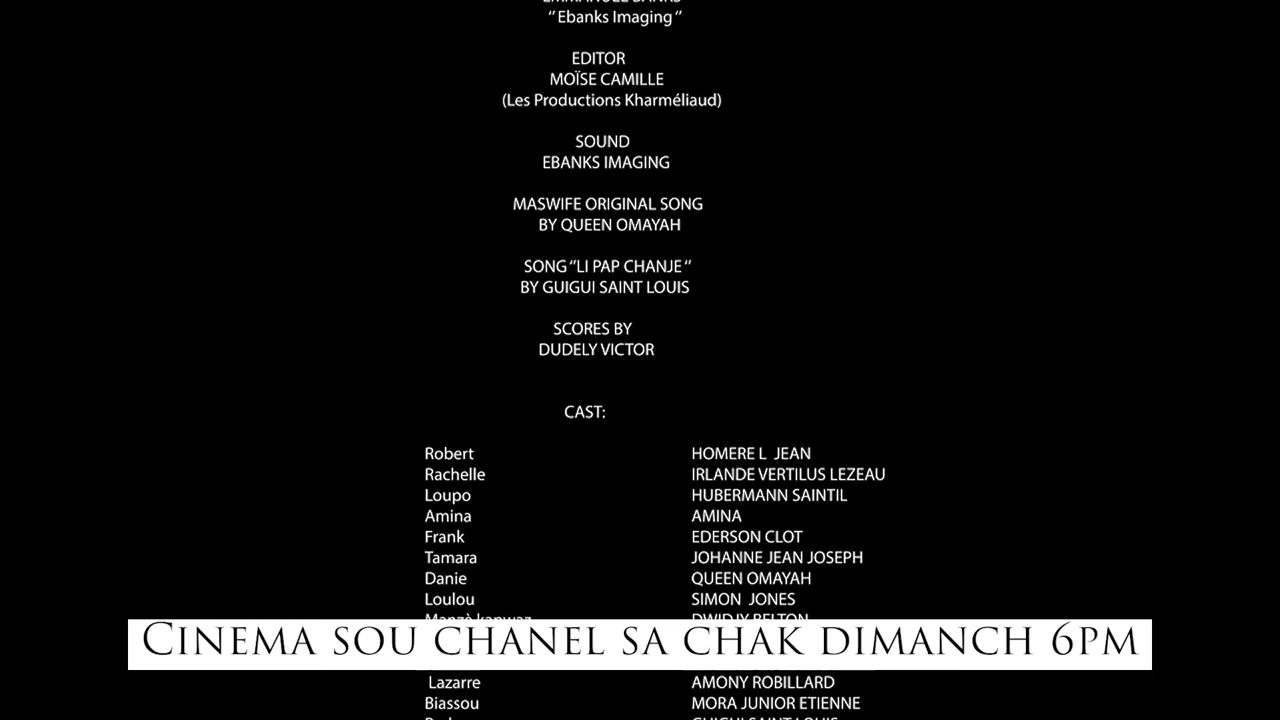 ‘‘Ebanks Imaging’’
EDITOR
MOÏSE CAMILLE
(Les Productions Kharméliaud)
SOUND
EBANKS IMAGING
MASWIFE ORIGINAL SONG
BY QUEEN OMAYAH
SONG ‘‘LI PAP CHANJE‘‘
BY GUIGUI SAINT LOUIS
SCORES BY
DUDELY VICTOR
CAST:
Robert HOMERE L JEAN
Rachelle IRLANDE VERTILUS LEZEAU
Loupo HUBERMANN SAINTIL
Amina AMINA
Frank EDERSON CLOT
Tamara JOHANNE JEAN JOSEPH
Danie QUEEN OMAYAH
Loulou SIMON JONES
CINEMA SOU CHANEL SA CHAK DIMANCH 6PM
Lazarre AMONY ROBILLARD
Biassou MORA JUNIOR ETIENNE